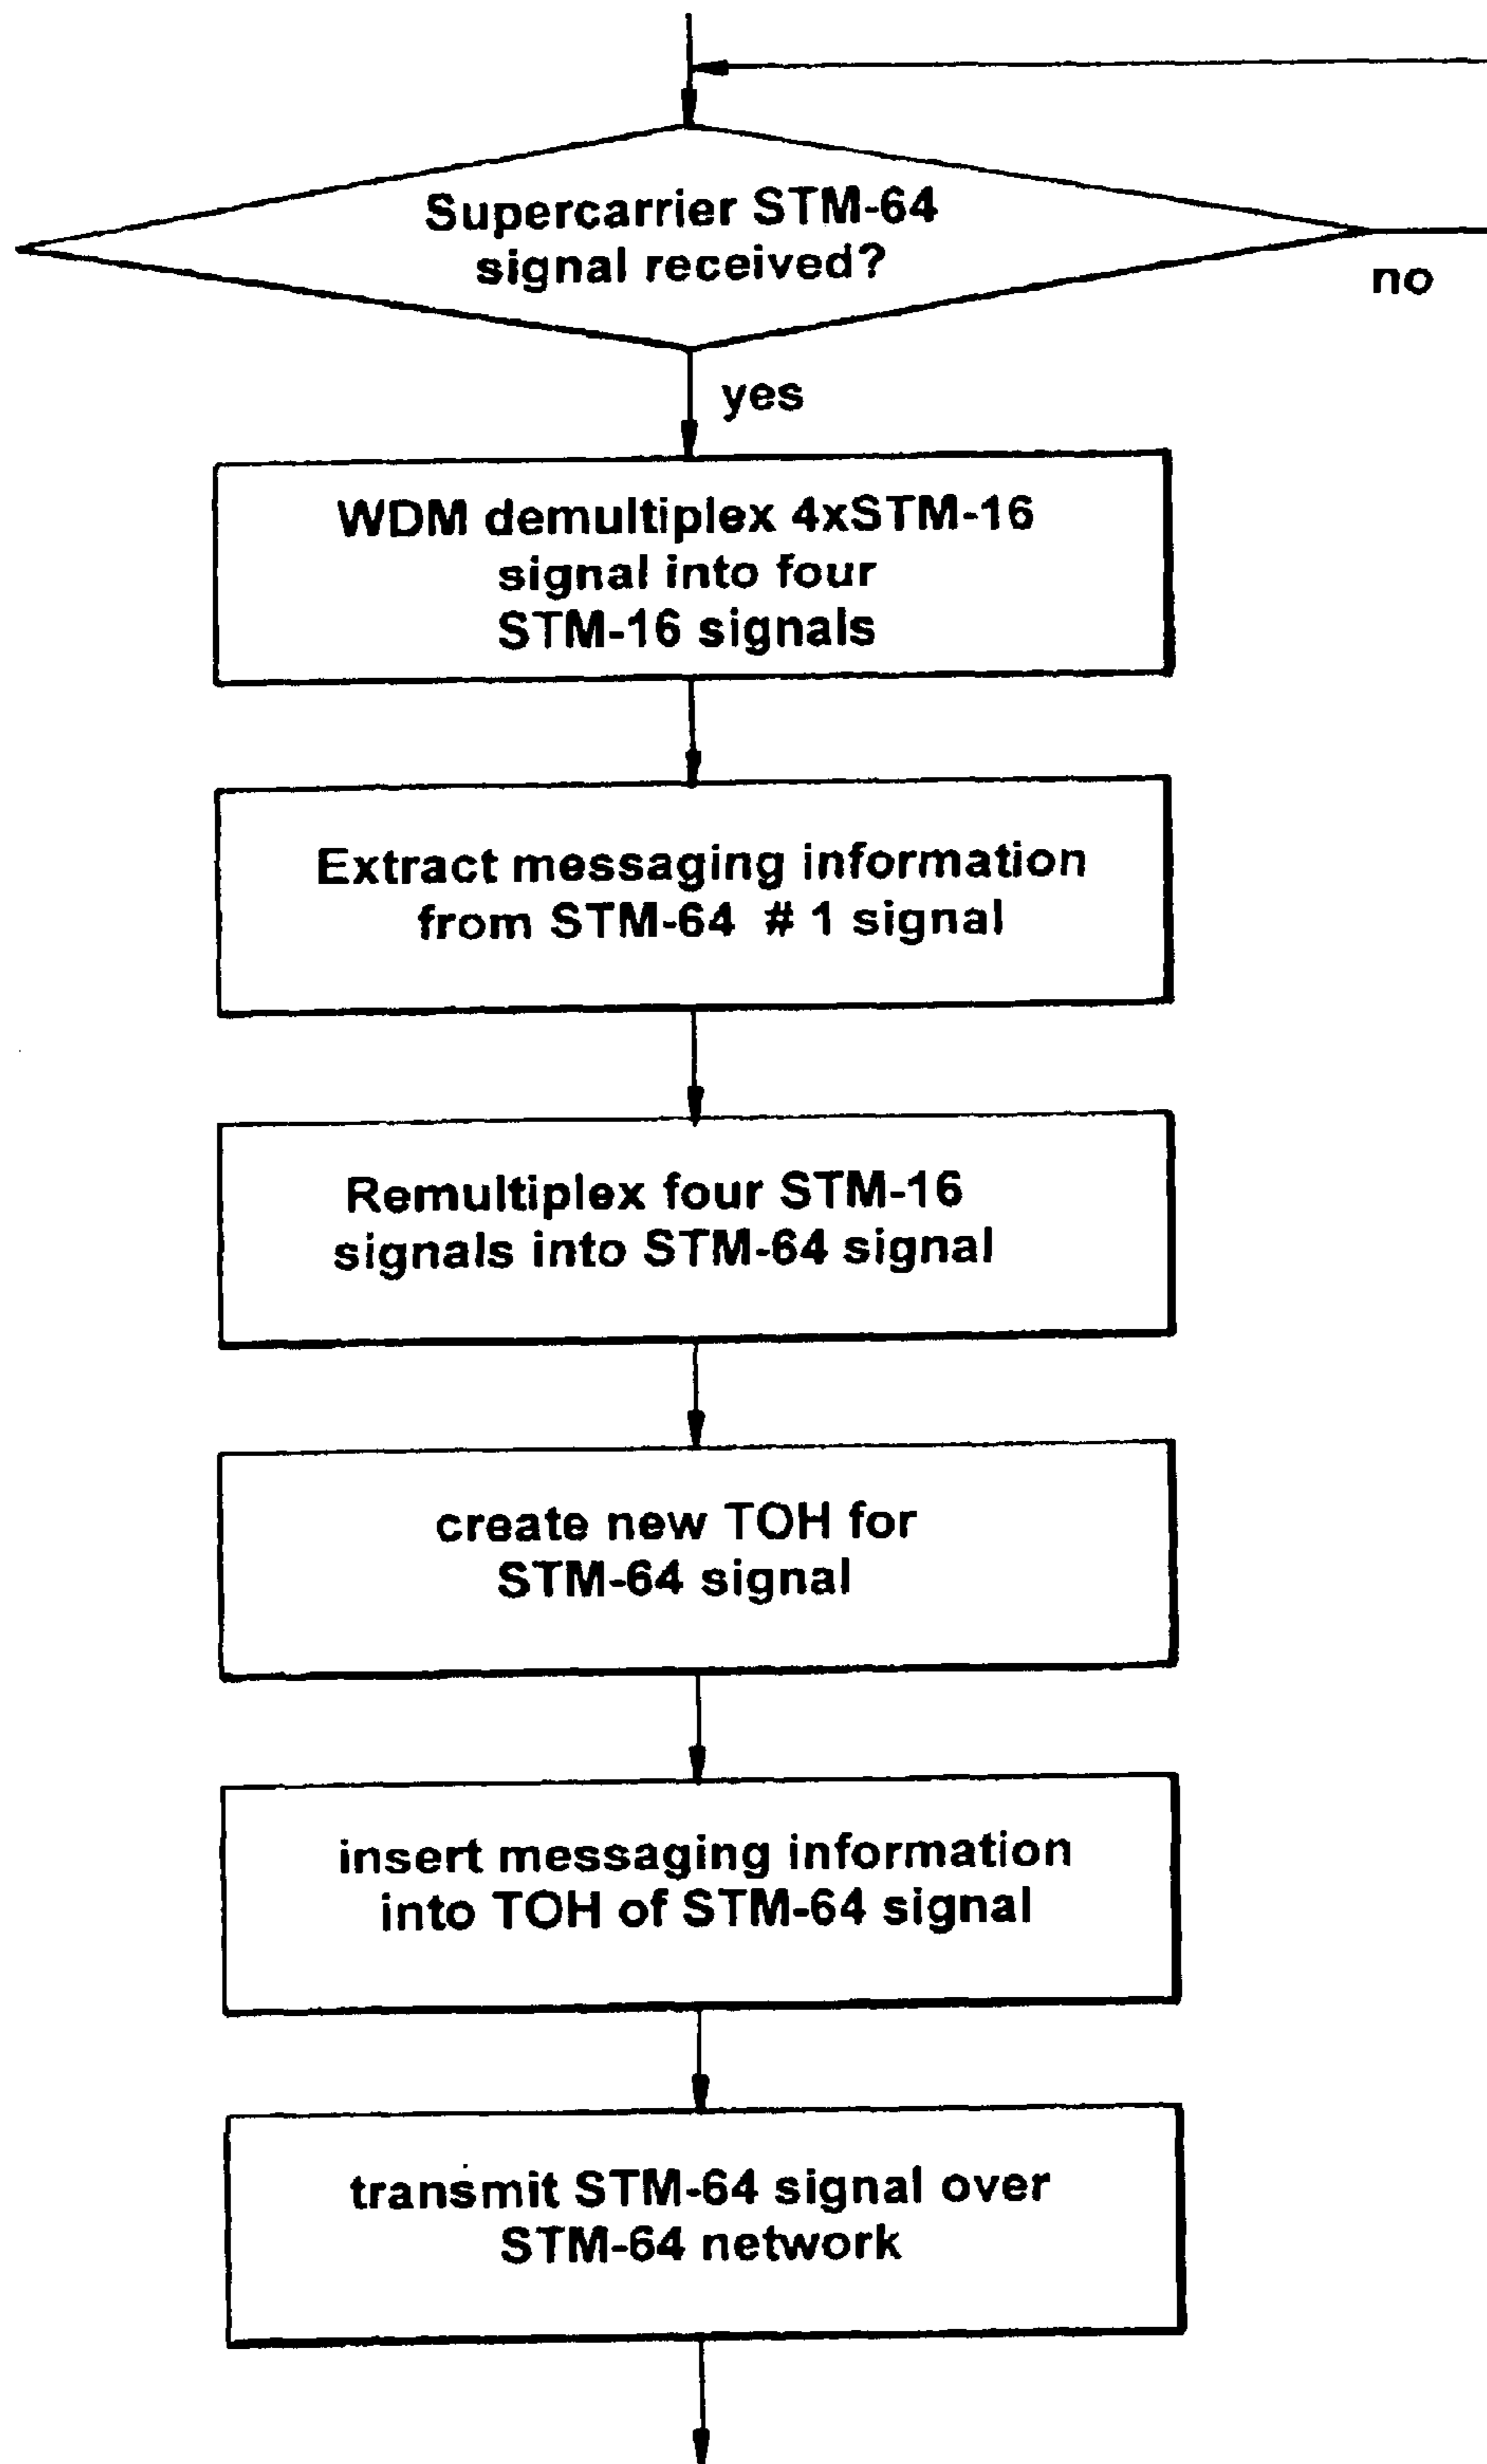 Supercarrier STM-64
signal received?
no
yes
WDM demultiplex 4xSTM-16
signal into four
STM-16 signals
Extract messaging information
from STM-64 # 1 signal
Remultiplex four STM-16
signals into STM-64 signal
create new TOH for
STM-64 signal
insert messaging information
into TOH of STM-64 signal
transmit STM-64 signal over
STM-64 network